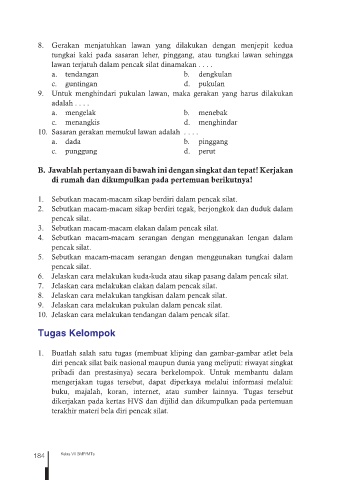 8. Gerakan menjatuhkan lawan yang dilakukan dengan menjepit kedua
tungkai kaki pada sasaran leher, pinggang, atau tungkai lawan sehingga
lawan terjatuh dalam pencak silat dinamakan . . . .
a. tendangan b. dengkulan
c. guntingan d. pukulan
9. Untuk menghindari pukulan lawan, maka gerakan yang harus dilakukan
adalah . . . .
a. mengelak b. menebak
c. menangkis d. menghindar
10. Sasaran gerakan memukul lawan adalah . . . .
a. dada b. pinggang
c. punggung d. perut
B. Jawablah pertanyaan di bawah ini dengan singkat dan tepat! Kerjakan
di rumah dan dikumpulkan pada pertemuan berikutnya!
1. Sebutkan macam-macam sikap berdiri dalam pencak silat.
2. Sebutkan macam-macam sikap berdiri tegak, berjongkok dan duduk dalam
pencak silat.
3. Sebutkan macam-macam elakan dalam pencak silat.
4. Sebutkan macam-macam serangan dengan menggunakan lengan dalam
pencak silat.
5. Sebutkan macam-macam serangan dengan menggunakan tungkai dalam
pencak silat.
6. Jelaskan cara melakukan kuda-kuda atau sikap pasang dalam pencak silat.
7. Jelaskan cara melakukan elakan dalam pencak silat.
8. Jelaskan cara melakukan tangkisan dalam pencak silat.
9. Jelaskan cara melakukan pukulan dalam pencak silat.
10. Jelaskan cara melakukan tendangan dalam pencak silat.
Tugas Kelompok
1. Buatlah salah satu tugas (membuat kliping dan gambar-gambar atlet bela
diri pencak silat baik nasional maupun dunia yang meliputi: riwayat singkat
pribadi dan prestasinya) secara berkelompok. Untuk membantu dalam
mengerjakan tugas tersebut, dapat diperkaya melalui informasi melalui:
buku, majalah, koran, internet, atau sumber lainnya. Tugas tersebut
dikerjakan pada kertas HVS dan dijilid dan dikumpulkan pada pertemuan
terakhir materi bela diri pencak silat.
184 Kelas VII SMP/MTs